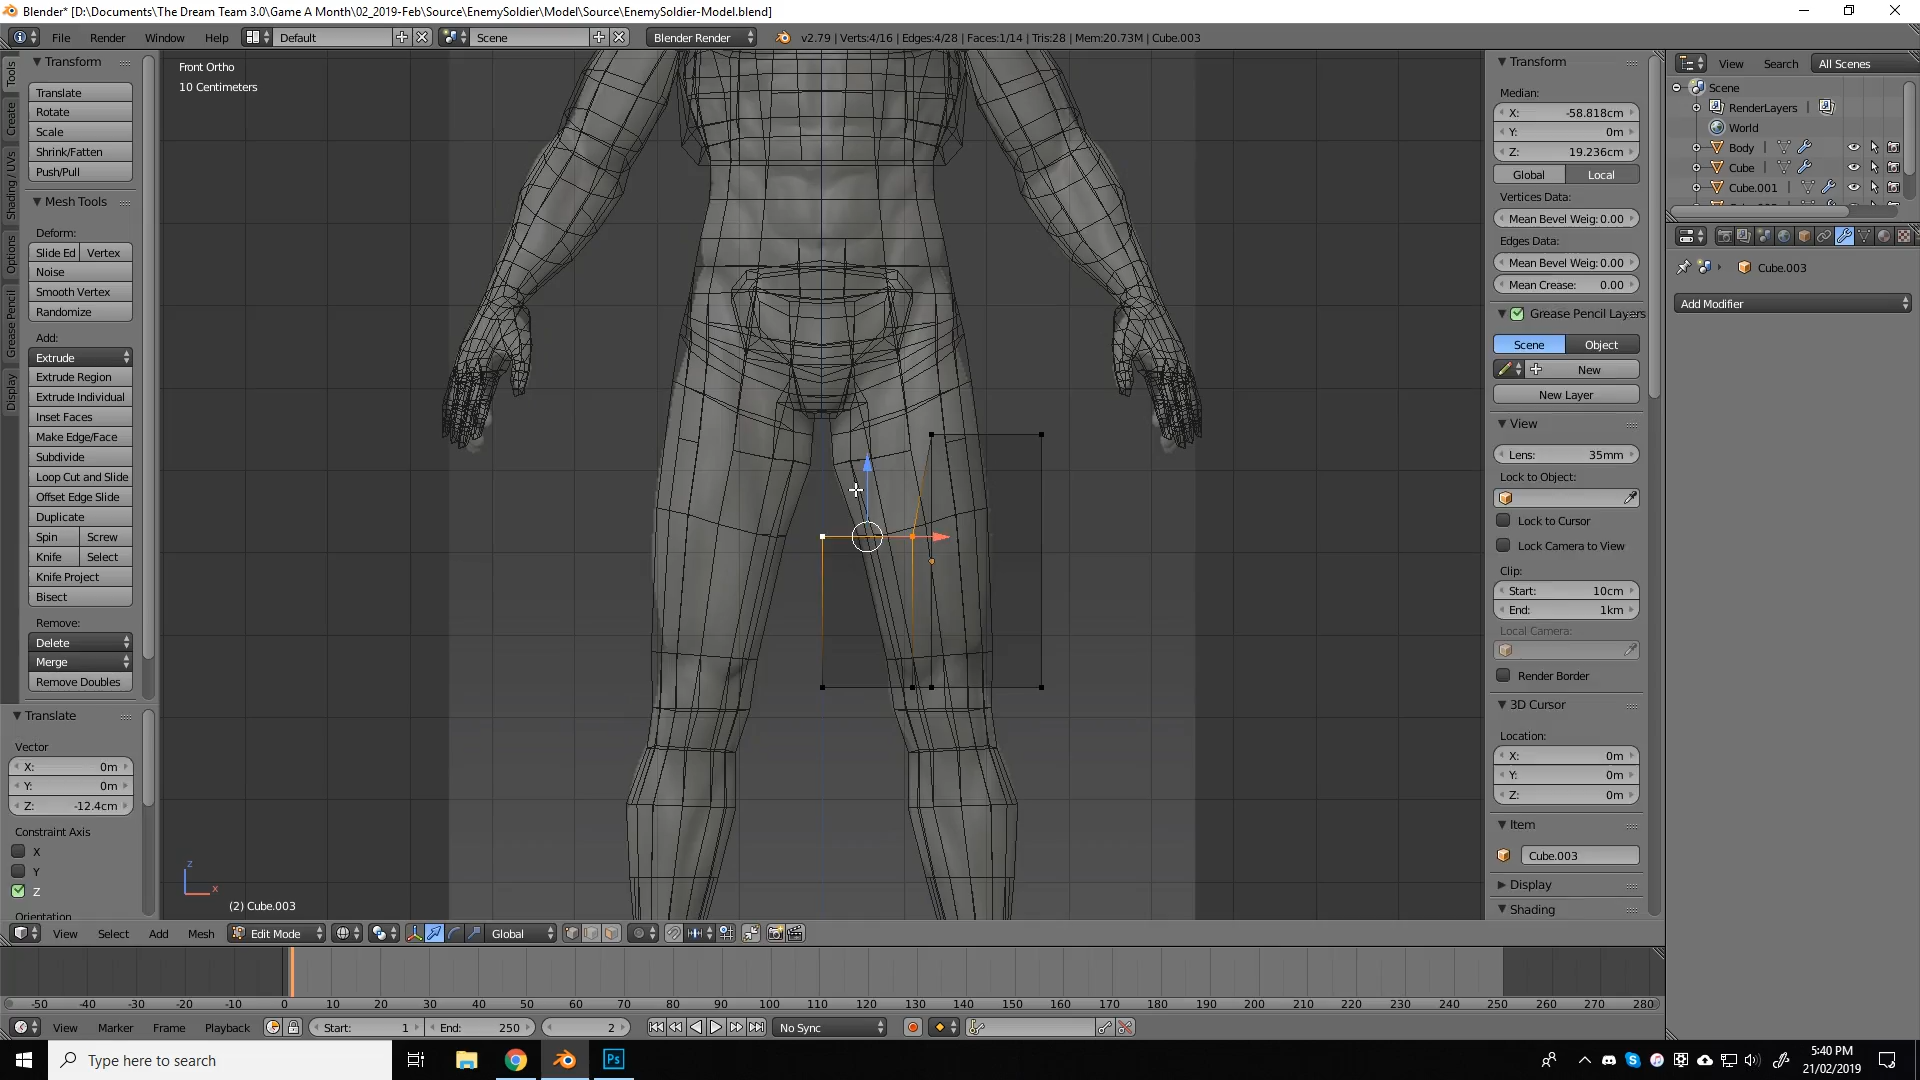 Blender* [D:\Documents\The Dream Team 3.0\Game A Month\02_2019-Feb\Source\EnemySoldier\Model\Source\EnemySoldier-Model.blend]
File Render Window Help Default Scene Blender Render v2.79 | Verts:4/16 | Edges:4/28 | Faces:1/14 | Tris:28 | Mem:20.73M | Cube.003
Tools
Create
Shading / UVs
Options
Grease Pencil
Display
Transform
Translate
Rotate
Scale
Shrink/Fatten
Push/Pull
Mesh Tools
Deform:
Slide Ed Vertex
Noise
Smooth Vertex
Randomize
Add:
Extrude
Extrude Region
Extrude Individual
Inset Faces
Make Edge/Face
Subdivide
Loop Cut and Slide
Offset Edge Slide
Duplicate
Spin Screw
Knife Select
Knife Project
Bisect
Remove:
Delete
Merge
Remove Doubles
Translate
Vector
X: 0m
Y: 0m
Z: -12.4cm
Constraint Axis
X
Y
Z
Orientation
Front Ortho
10 Centimeters
z
x
(2) Cube.003
Transform
Median:
X: -58.818cm
Y: 0m
Z: 19.236cm
Global Local
Vertices Data:
Mean Bevel Weig: 0.00
Edges Data:
Mean Bevel Weig: 0.00
Mean Crease: 0.00
Grease Pencil Layers
Scene Object
New
New Layer
View
Lens: 35mm
Lock to Object:
Lock to Cursor
Lock Camera to View
Clip:
Start: 10cm
End: 1km
Local Camera:
Render Border
3D Cursor
Location:
X: 0m
Y: 0m
Z: 0m
Item
Cube.003
Display
Shading
View Search All Scenes
Scene
RenderLayers
World
Body
Cube
Cube.001
Cube.003
Add Modifier
View Select Add Mesh Edit Mode Global
-50 -40 -30 -20 -10 0 10 20 30 40 50 60 70 80 90 100 110 120 130 140 150 160 170 180 190 200 210 220 230 240 250 260 270 280
View Marker Frame Playback Start: 1 End: 250 2 No Sync
Type here to search
Ps
5:40 PM
21/02/2019